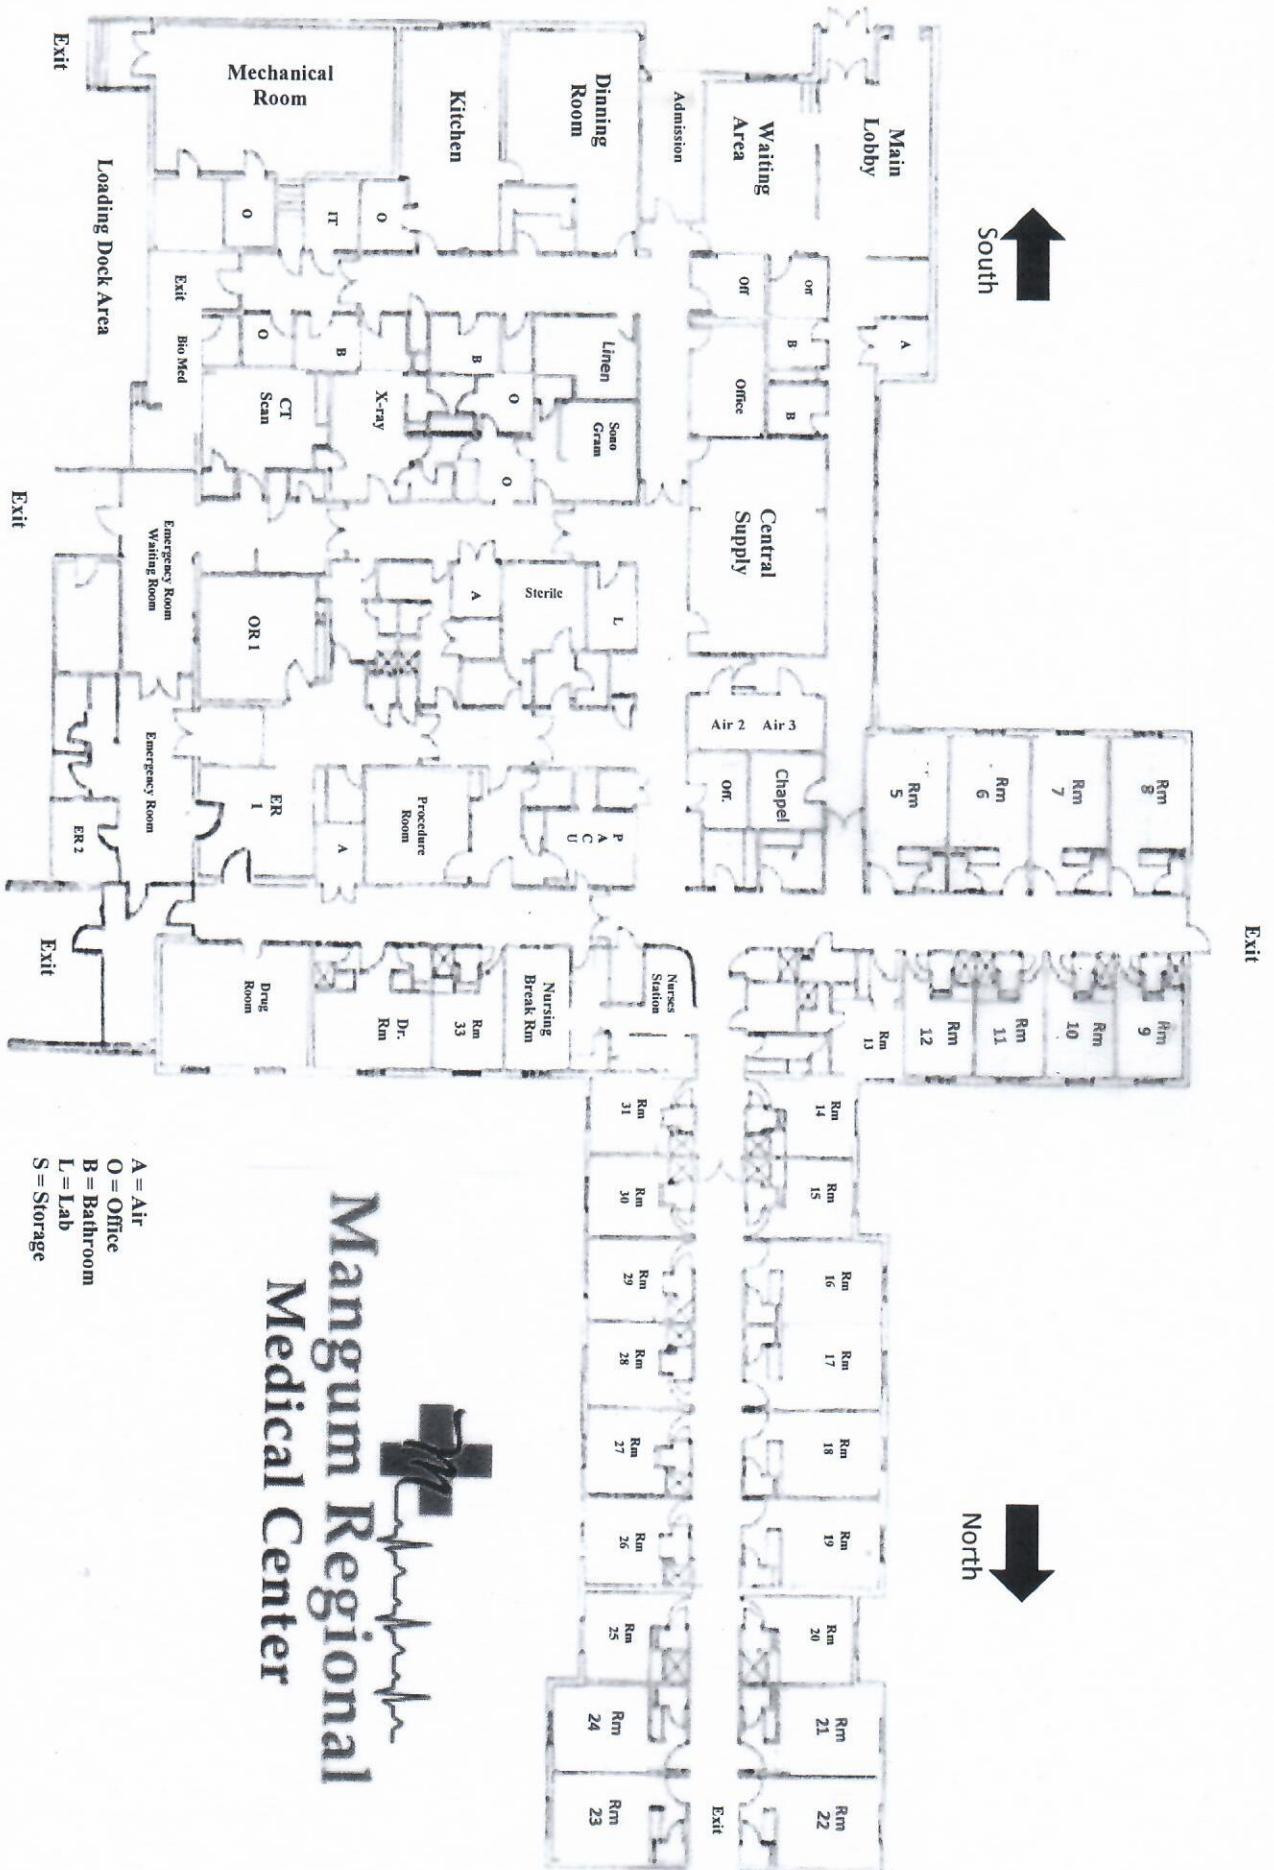 Exit
Mechanical
Room
Kitchen
Dinning
Room
Admission
Waiting
Area
Main
Lobby
South
Loading Dock Area
O
IT
O
Off
Off
Exit
Bio Med
O
B
B
Linen
Office
B
B
A
CT
Scan
X-ray
O
O
Sono
Gram
Central
Supply
Exit
Emergency Room
Waiting Room
OR 1
A
Sterile
L
Air 2
Air 3
Emergency Room
ER
1
ER 2
A
Procedure
Room
P
A
C
U
Off.
Chapel
Rm
5
Rm
6
Rm
7
Rm
8
Exit
Exit
Drug
Room
Dr.
Rm
Rm
33
Nursing
Break Rm
Nurses
Station
Rm
13
Rm
12
Rm
11
Rm
10
Rm
9
Rm
31
Rm
14
Rm
30
Rm
15
Rm
29
Rm
16
Rm
28
Rm
17
Rm
27
Rm
18
Rm
26
Rm
19
Rm
25
Rm
20
Rm
24
Rm
21
Rm
23
Rm
22
Exit
North
A = Air
O = Office
B = Bathroom
L = Lab
S = Storage
M
Mangum Regional
Medical Center